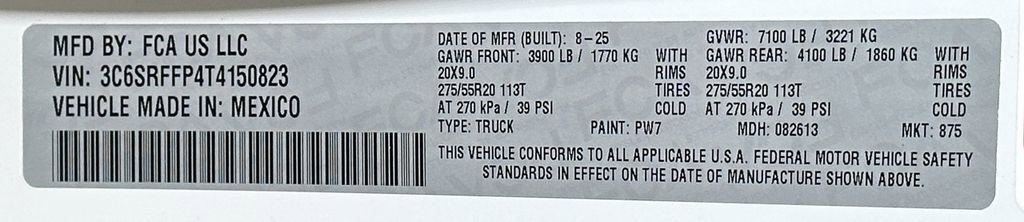 MFD BY: FCA US LLC
VIN: 3C6SRFFP4T4150823
VEHICLE MADE IN: MEXICO
DATE OF MFR (BUILT): 8-25
GAWR FRONT: 3900 LB / 1770 KG WITH
20X9.0 RIMS
275/55R20 113T TIRES
AT 270 kPa / 39 PSI COLD
TYPE: TRUCK PAINT: PW7
GVWR: 7100 LB / 3221 KG
GAWR REAR: 4100 LB / 1860 KG WITH
20X9.0 RIMS
275/55R20 113T TIRES
AT 270 kPa / 39 PSI COLD
MDH: 082613 MKT: 875
THIS VEHICLE CONFORMS TO ALL APPLICABLE U.S.A. FEDERAL MOTOR VEHICLE SAFETY
STANDARDS IN EFFECT ON THE DATE OF MANUFACTURE SHOWN ABOVE.